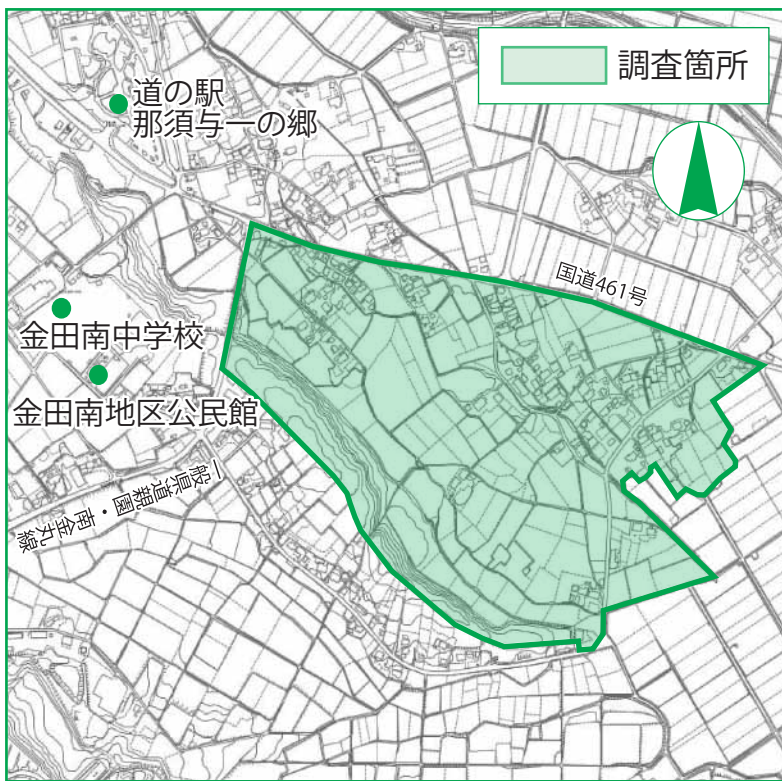 調査箇所
道の駅
那須与一の郷
国道461号
金田南中学校
金田南地区公民館
一般県道親園・南金丸線